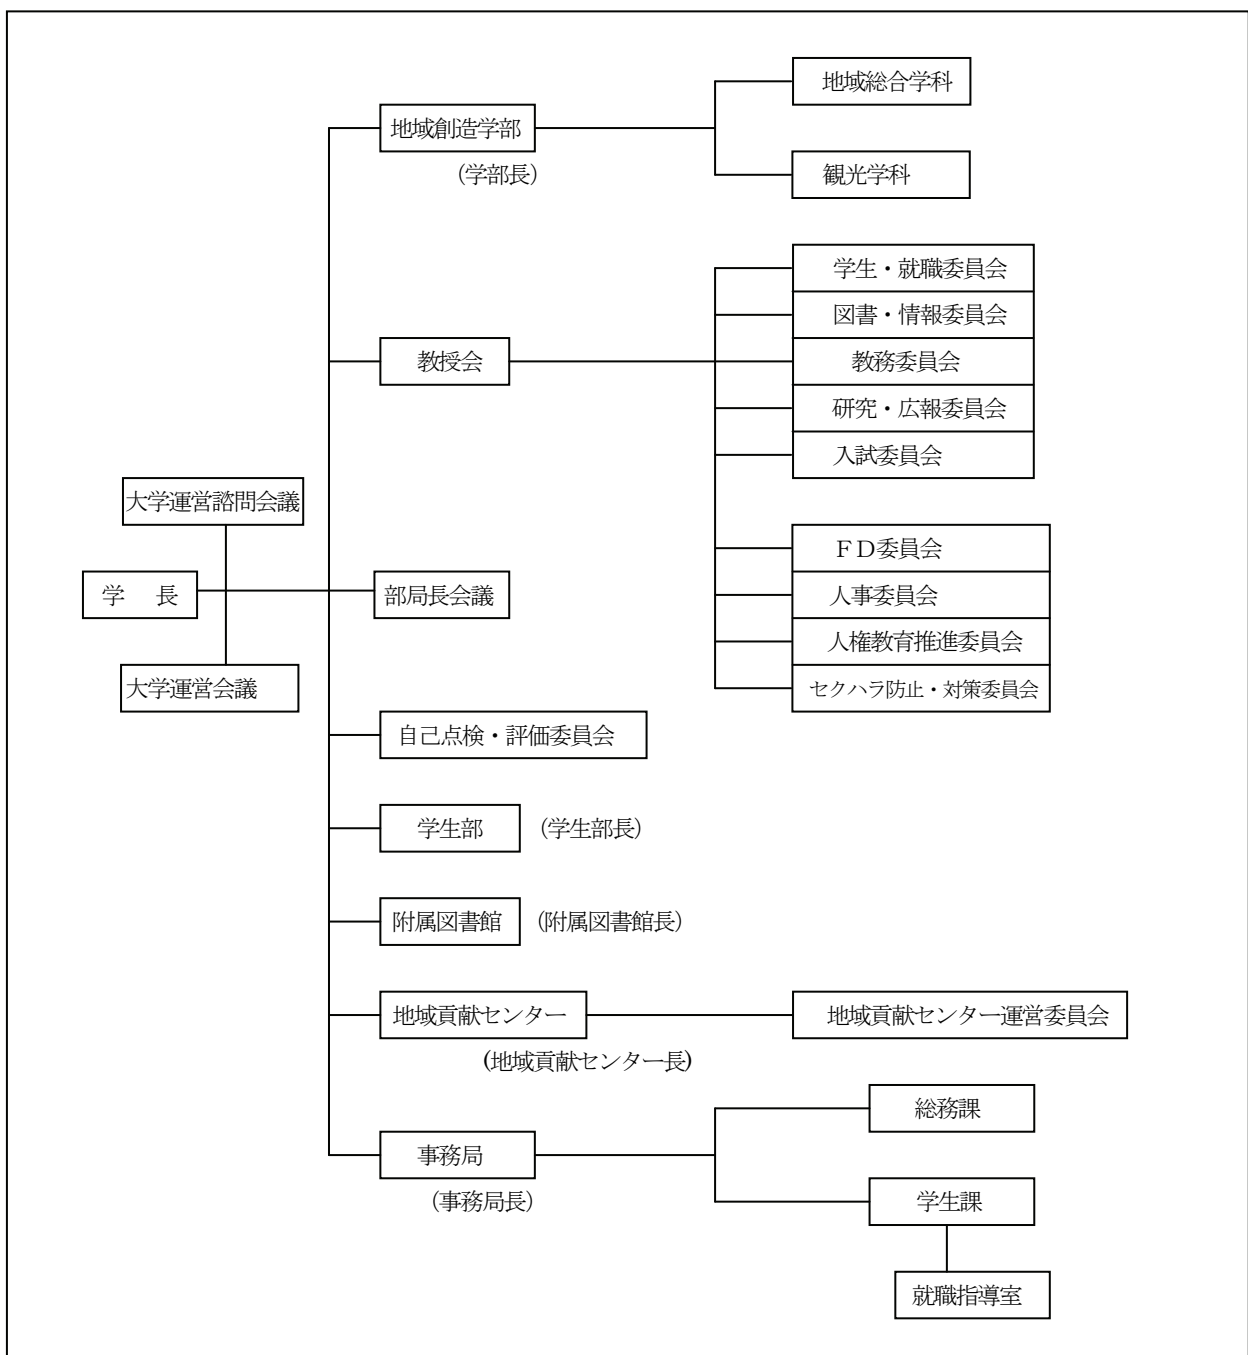 地域総合学科
地域創造学部
(学部長)
観光学科
学生・就職委員会
図書・情報委員会
教授会
教務委員会
研究・広報委員会
入試委員会
大学運営諮問会議
ＦＤ委員会
学　長
部局長会議
人事委員会
人権教育推進委員会
大学運営会議
セクハラ防止・対策委員会
自己点検・評価委員会
学生部 (学生部長)
附属図書館 (附属図書館長)
地域貢献センター
地域貢献センター運営委員会
(地域貢献センター長)
総務課
事務局
(事務局長)
学生課
就職指導室